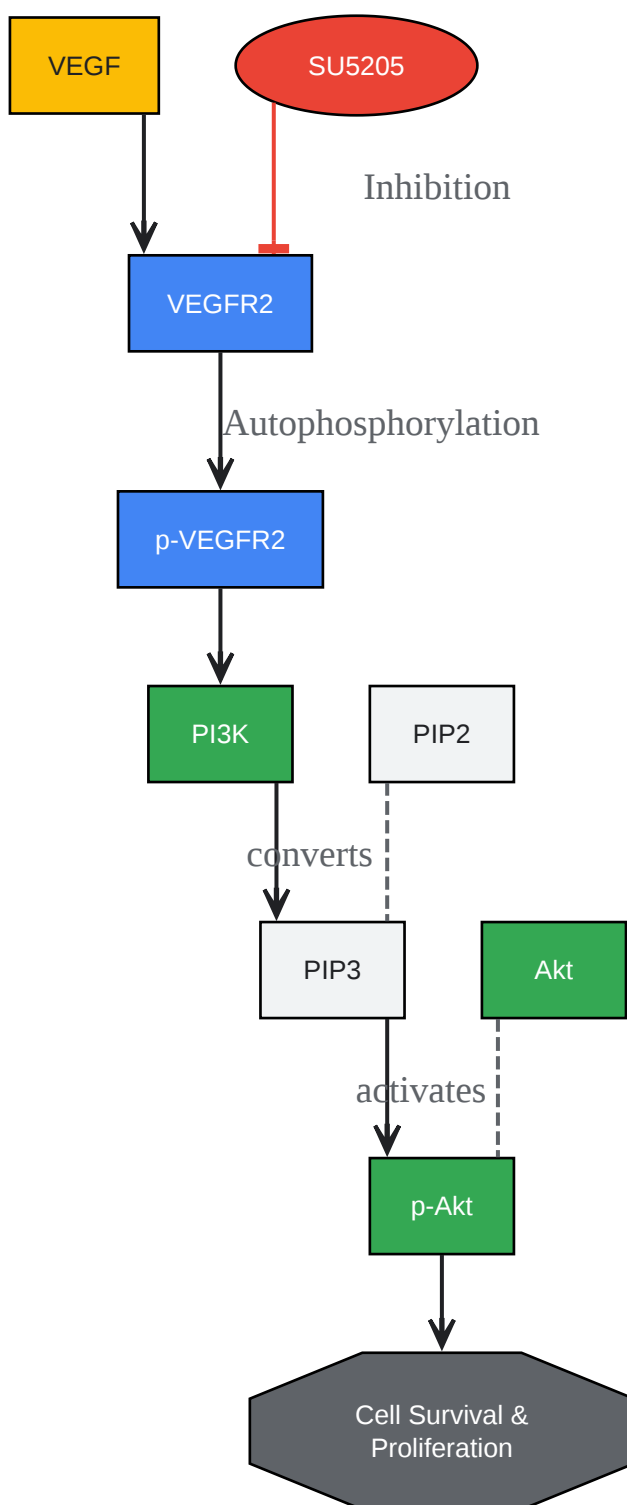 VEGF
SU5205
Inhibition
VEGFR2
Autophosphorylation
p-VEGFR2
PI3K
PIP2
converts
PIP3
Akt
activates
p-Akt
Cell Survival &
Proliferation